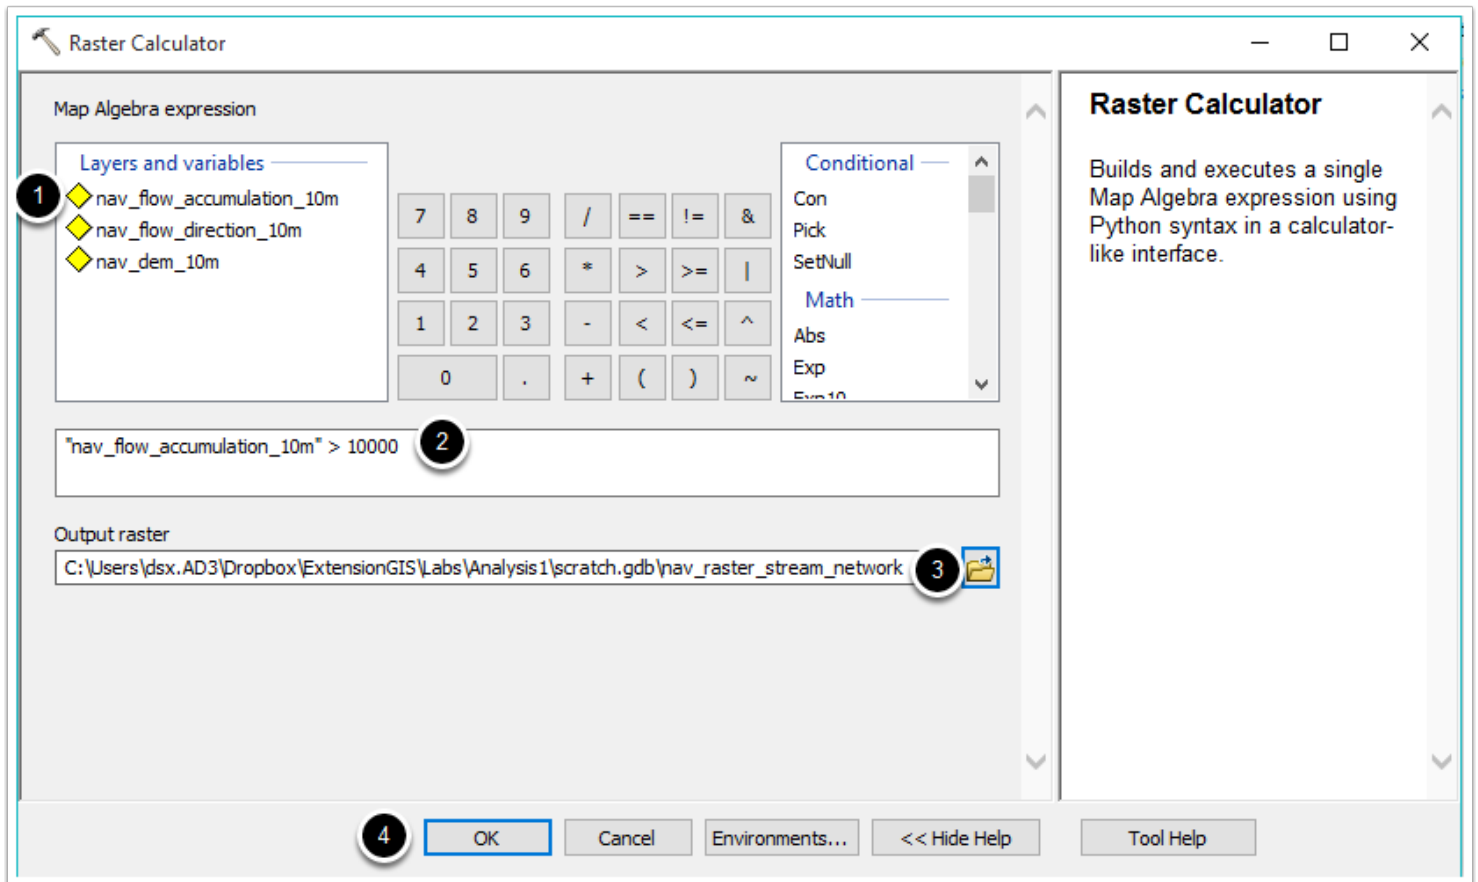 Raster Calculator
Map Algebra expression
Layers and variables
1
nav_flow_accumulation_10m
nav_flow_direction_10m
nav_dem_10m
7 8 9 / == != &
4 5 6 * > >= |
1 2 3 - < <= ^
0 . + ( ) ~
Conditional
Con
Pick
SetNull
Math
Abs
Exp
Exp10
"nav_flow_accumulation_10m" > 10000
2
Output raster
C:\Users\dsx.AD3\Dropbox\ExtensionGIS\Labs\Analysis1\scratch.gdb\nav_raster_stream_network
3
Raster Calculator
Builds and executes a single
Map Algebra expression using
Python syntax in a calculator-
like interface.
4
OK Cancel Environments... << Hide Help Tool Help